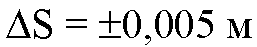 ΔS = ±0,005 м